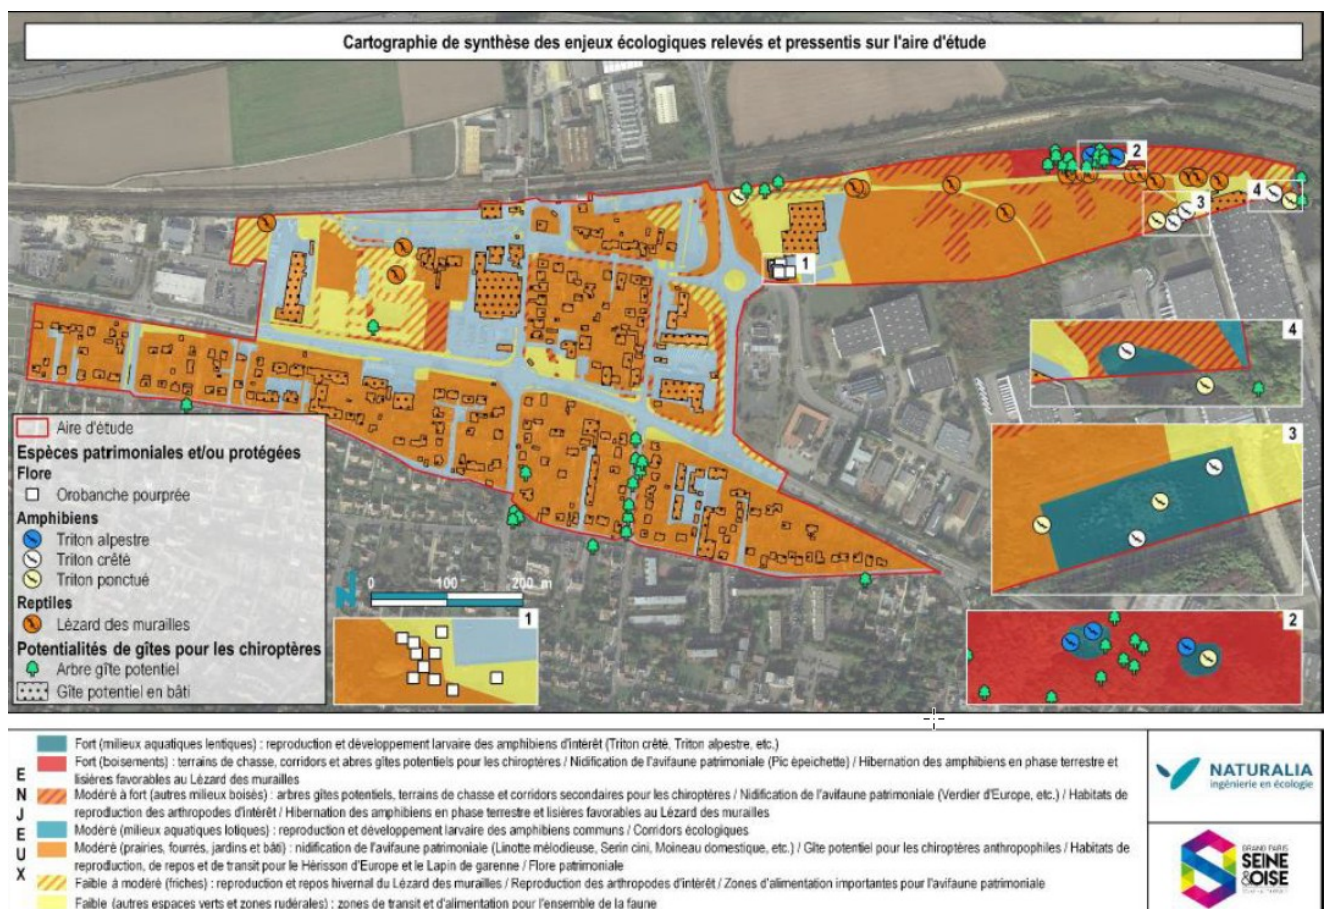 Cartographie de synthèse des enjeux écologiques relevés et pressentis sur l'aire d'étude
2
4
3
1
4
Aire d'étude
Espèces patrimoniales et/ou protégées
Flore
Orobanche pourprée
Amphibiens
Triton alpestre
Triton crêté
Triton ponctué
Reptiles
Lézard des murailles
Potentialités de gîtes pour les chiroptères
Arbre gîte potentiel
Gîte potentiel en bâti
3
0 100 200 m
1
2
ENJEUX
Fort (milieux aquatiques lentiques) : reproduction et développement larvaire des amphibiens d'intérêt (Triton crêté, Triton alpestre, etc.)
Fort (boisements) : terrains de chasse, corridors et abres gîtes potentiels pour les chiroptères / Nidification de l'avifaune patrimoniale (Pic épeichette) / Hibernation des amphibiens en phase terrestre et
lisières favorables au Lézard des murailles
Modéré à fort (autres milieux boisés) : arbres gîtes potentiels, terrains de chasse et corridors secondaires pour les chiroptères / Nidification de l'avifaune patrimoniale (Verdier d'Europe, etc.) / Habitats de
reproduction des arthropodes d'intérêt / Hibernation des amphibiens en phase terrestre et lisières favorables au Lézard des murailles
Modéré (milieux aquatiques lotiques) : reproduction et développement larvaire des amphibiens communs / Corridors écologiques
Modéré (prairies, fourrés, jardins et bâti) : nidification de l'avifaune patrimoniale (Linotte mélodieuse, Serin cini, Moineau domestique, etc.) / Gîte potentiel pour les chiroptères anthropophiles / Habitats de
reproduction, de repos et de transit pour le Hérisson d'Europe et le Lapin de garenne / Flore patrimoniale
Faible à modéré (friches) : reproduction et repos hivernal du Lézard des murailles / Reproduction des arthropodes d'intérêt / Zones d'alimentation importantes pour l'avifaune patrimoniale
Faible (autres espaces verts et zones rudérales) : zones de transit et d'alimentation pour l'ensemble de la faune
NATURALIA
ingénierie en écologie
GRAND PARIS
SEINE
&OISE